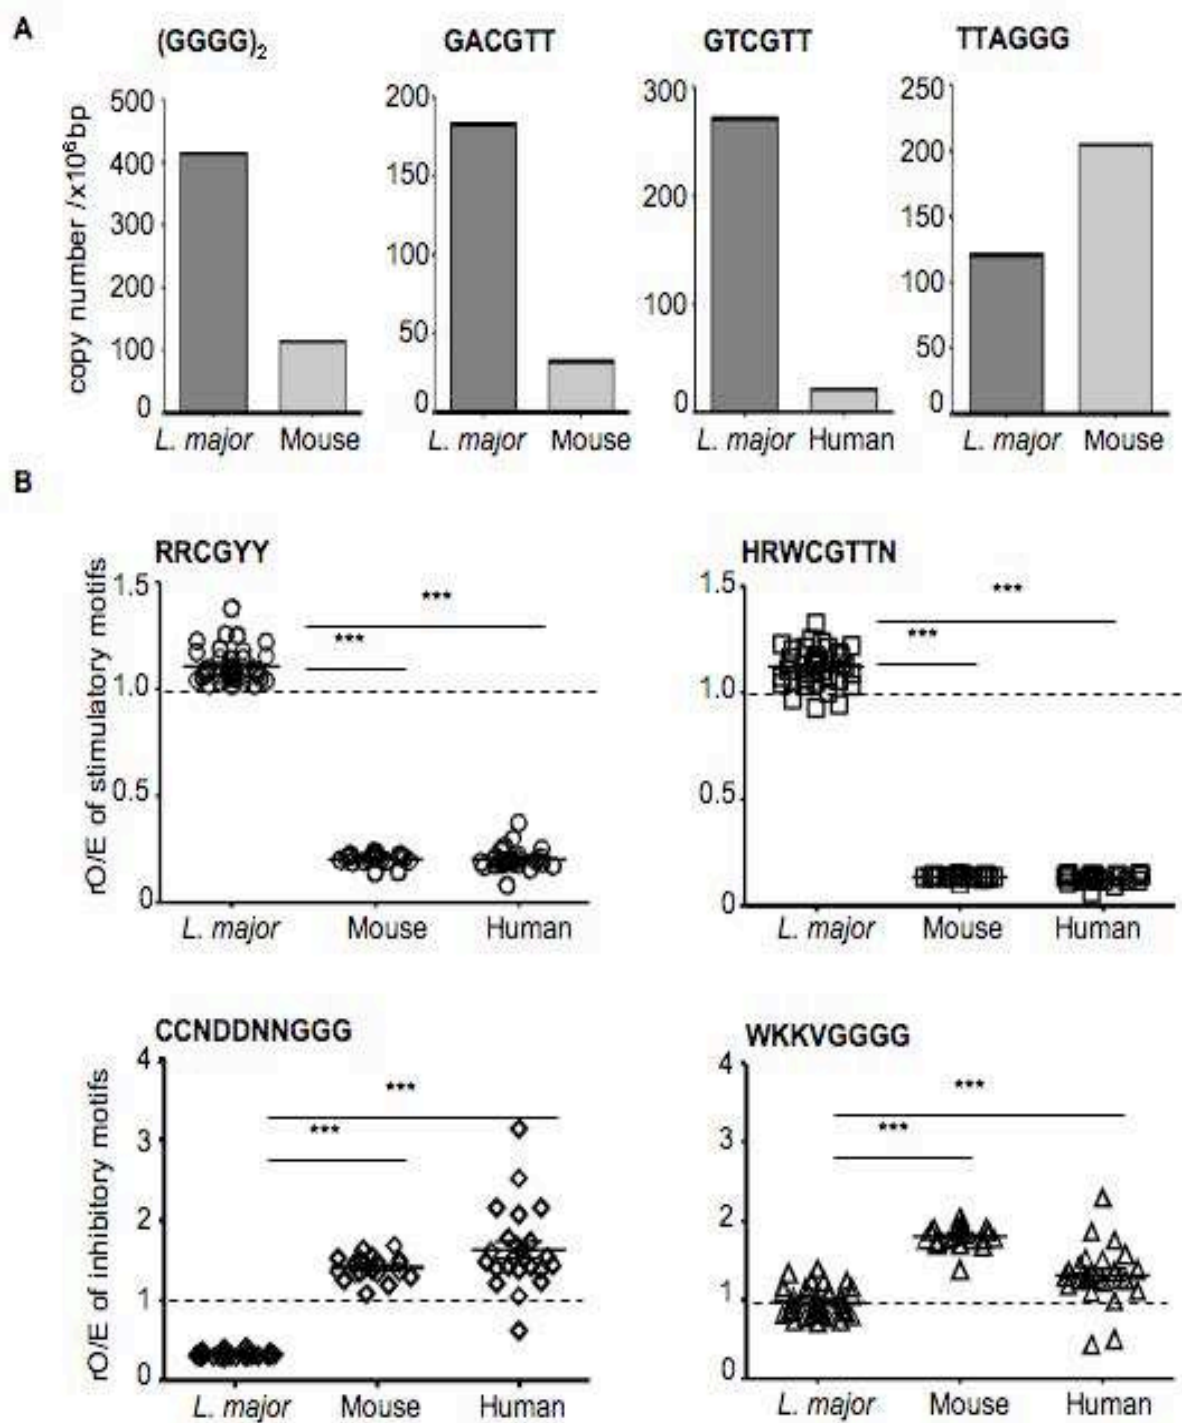 A
(GGGG)2 GACGTT GTCGTT TTAGGG
copy number /x10⁶bp
500
400
300
200
100
0
L. major Mouse
200
150
100
50
0
L. major Mouse
300
200
100
0
L. major Human
250
200
150
100
50
0
L. major Mouse
B
RRCGYY
rO/E of stimulatory motifs
1.5
1.0
0.5
0
***
***
L. major Mouse Human
HRWCGTTN
1.5
1.0
0.5
0
***
***
L. major Mouse Human
CCNDDNNGGG
rO/E of inhibitory motifs
4
3
2
1
0
***
***
L. major Mouse Human
WKKVGGGG
4
3
2
1
0
***
***
L. major Mouse Human